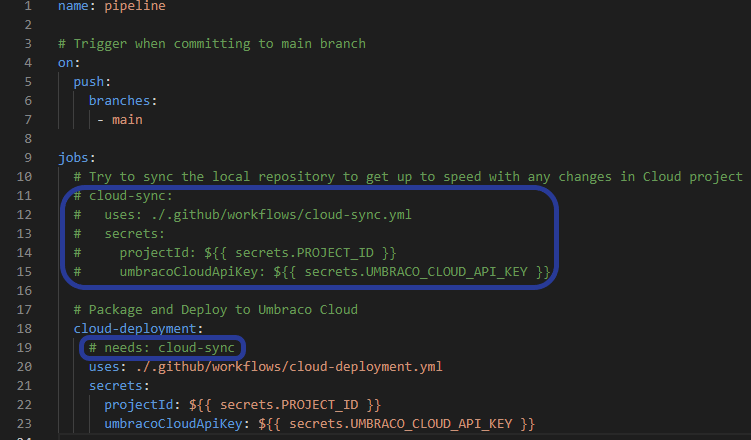 1 name: pipeline
2
3 # Trigger when committing to main branch
4 on:
5   push:
6     branches:
7      - main
8
9 jobs:
10   # Try to sync the local repository to get up to speed with any changes in Cloud project
11   # cloud-sync:
12   #   uses: ./.github/workflows/cloud-sync.yml
13   #   secrets:
14   #     projectId: ${{ secrets.PROJECT_ID }}
15   #     umbracoCloudApiKey: ${{ secrets.UMBRACO_CLOUD_API_KEY }}
16
17   # Package and Deploy to Umbraco Cloud
18   cloud-deployment:
19     # needs: cloud-sync
20     uses: ./.github/workflows/cloud-deployment.yml
21     secrets:
22       projectId: ${{ secrets.PROJECT_ID }}
23       umbracoCloudApiKey: ${{ secrets.UMBRACO_CLOUD_API_KEY }}